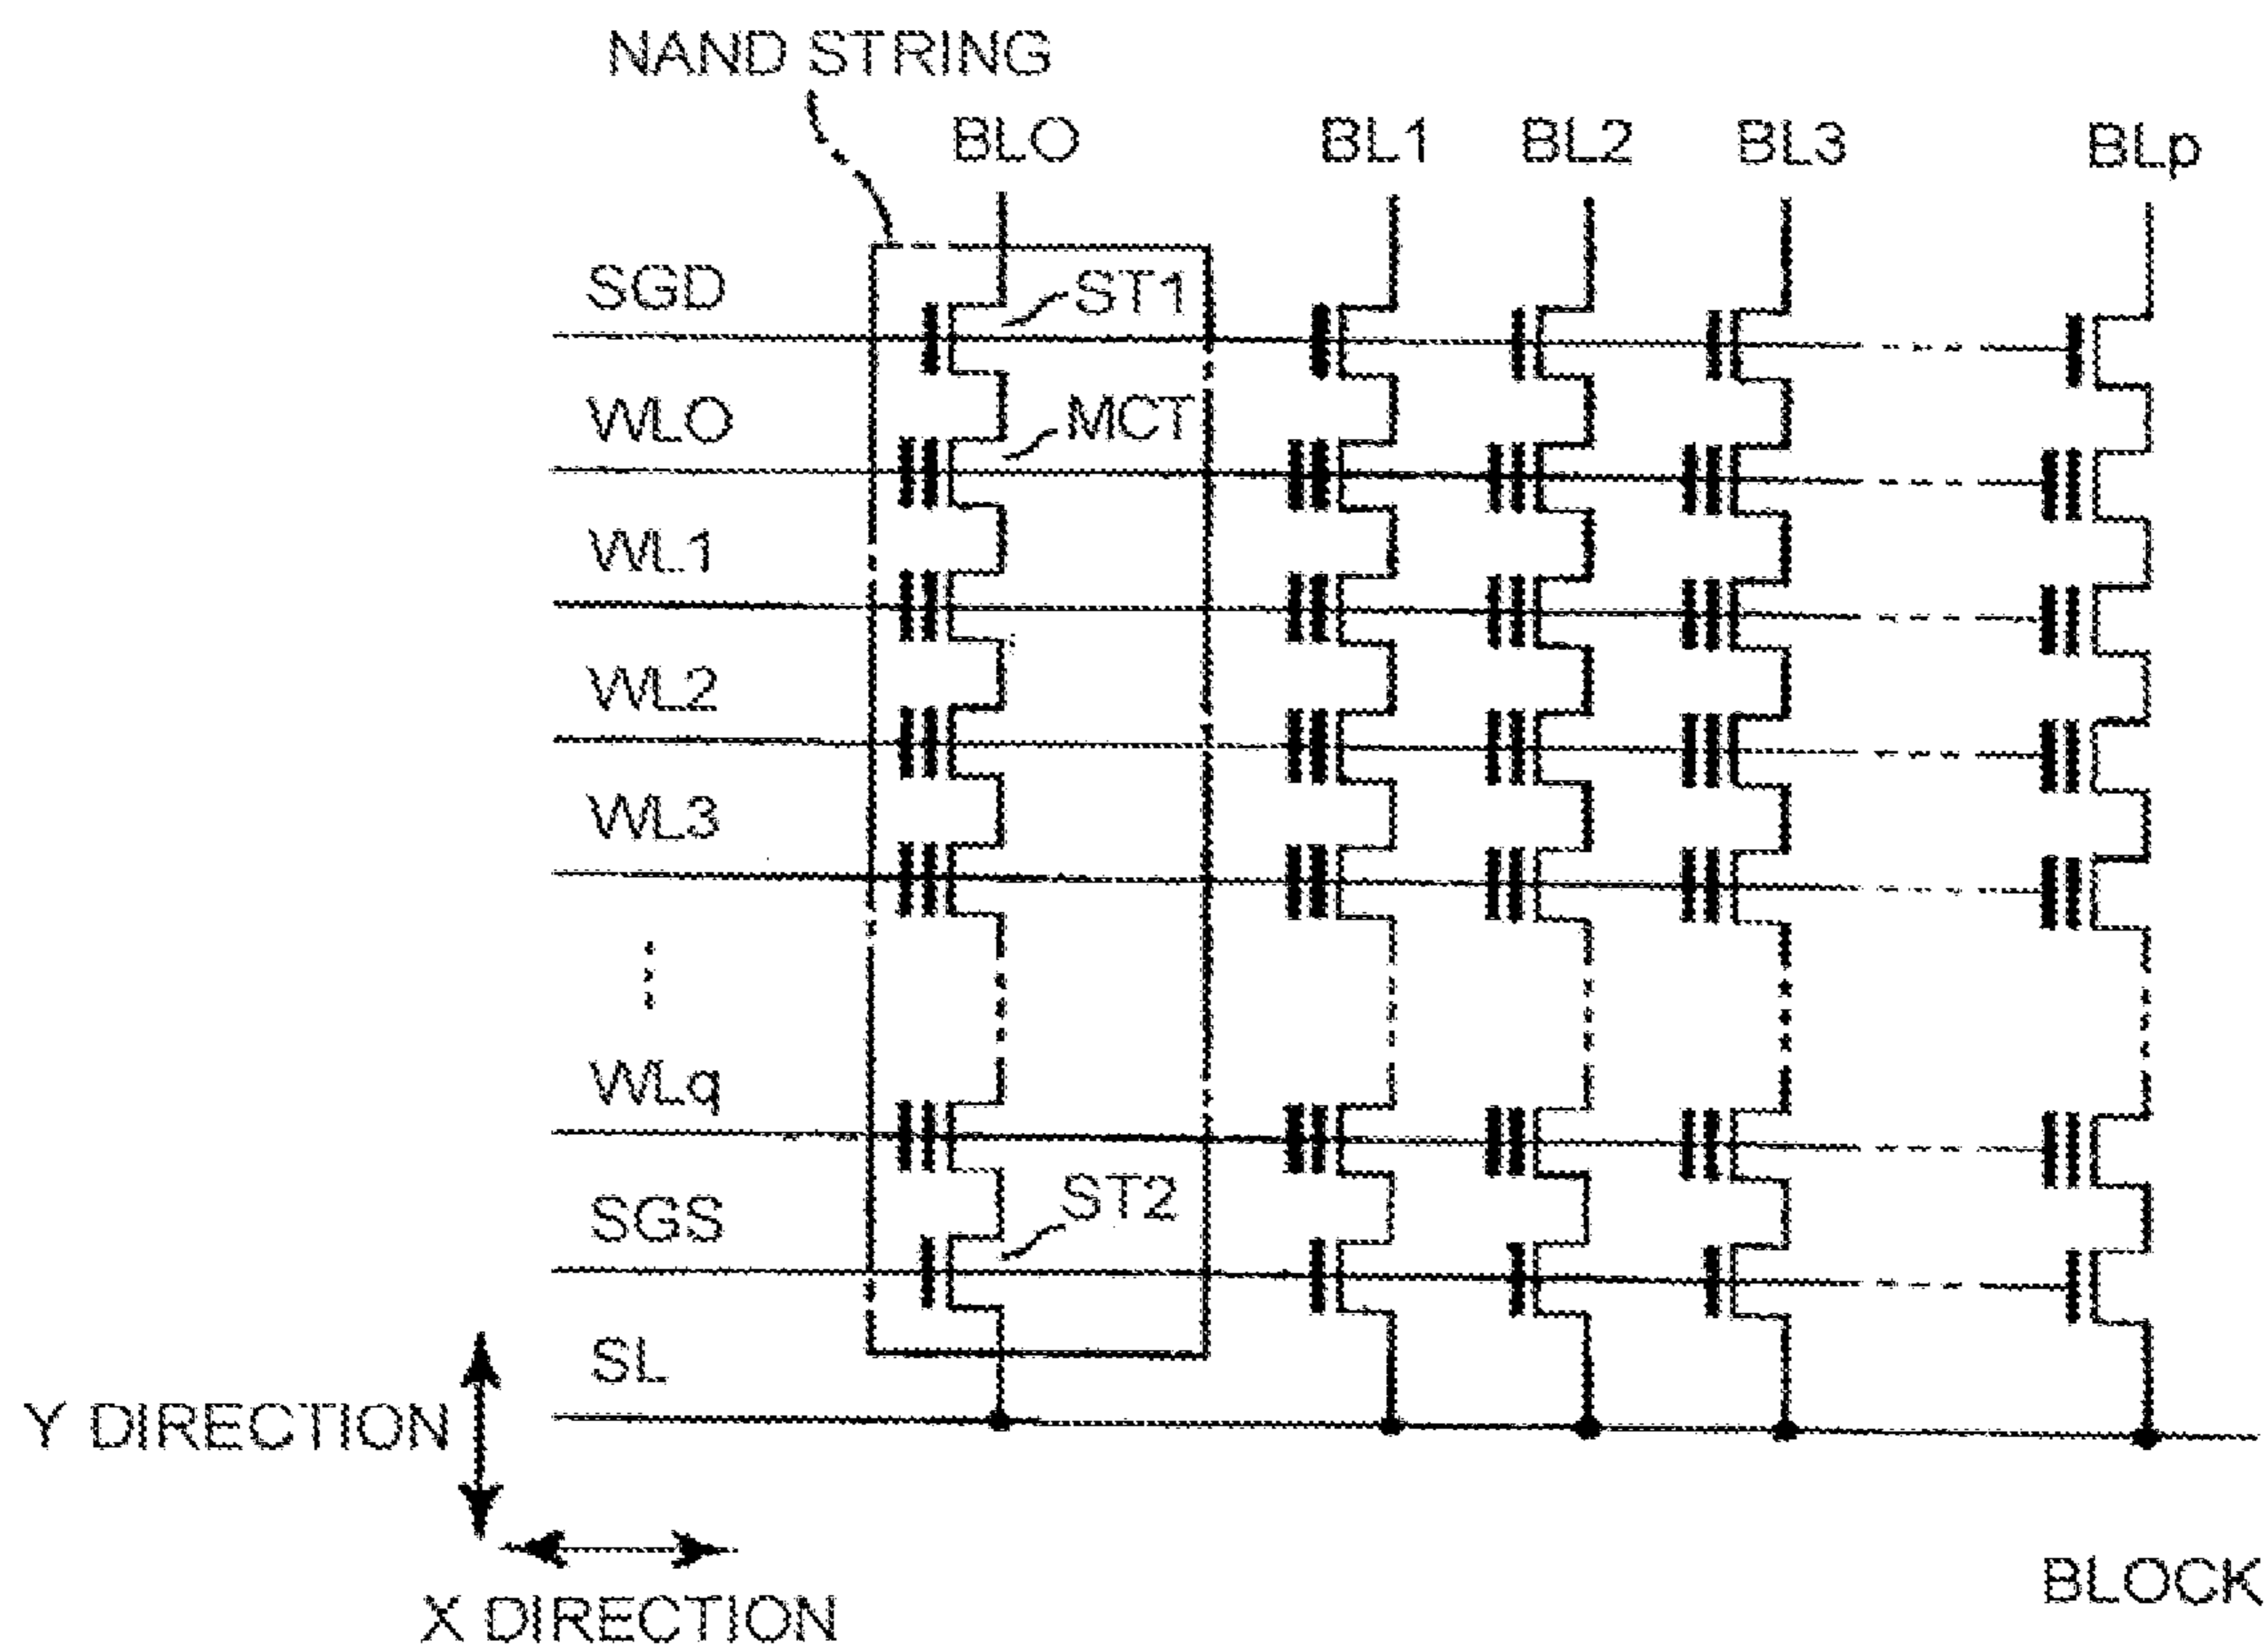 NAND STRING
BL0 BL1 BL2 BL3 BLp
SGD ST1
WL0 MCT
WL1
WL2
WL3
WLq
ST2
SGS
SL
Y DIRECTION
X DIRECTION
BLOCK